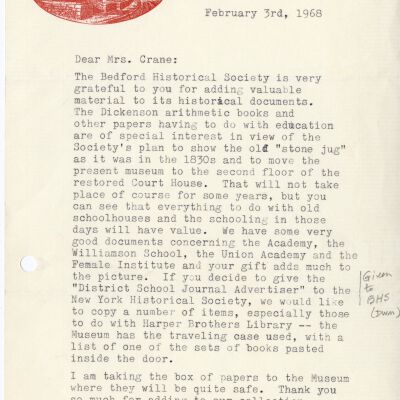 February 3rd, 1968
Dear Mrs. Crane:
The Bedford Historical Society is very
grateful to you for adding valuable
material to its historical documents.
The Dickenson arithmetic books and
other papers having to do with education
are of special interest in view of the
Society's plan to show the old "stone jug"
as it was in the 1830s and to move the
present museum to the second floor of the
restored Court House. That will not take
place of course for some years, but you
can see that everything to do with old
schoolhouses and the schooling in those
days will have value. We have some very
good documents concerning the Academy, the
Williamson School, the Union Academy and the
Female Institute and your gift adds much to
the picture. If you decide to give the
"District School Journal Advertiser" to the
New York Historical Society, we would like
to copy a number of items, especially those
to do with Harper Brothers Library -- the
Museum has the traveling case used, with a
list of one of the sets of books pasted
inside the door.
Given
to
BHS
I am taking the box of papers to the Museum
where they will be quite safe. Thank you
so much for adding to our collection